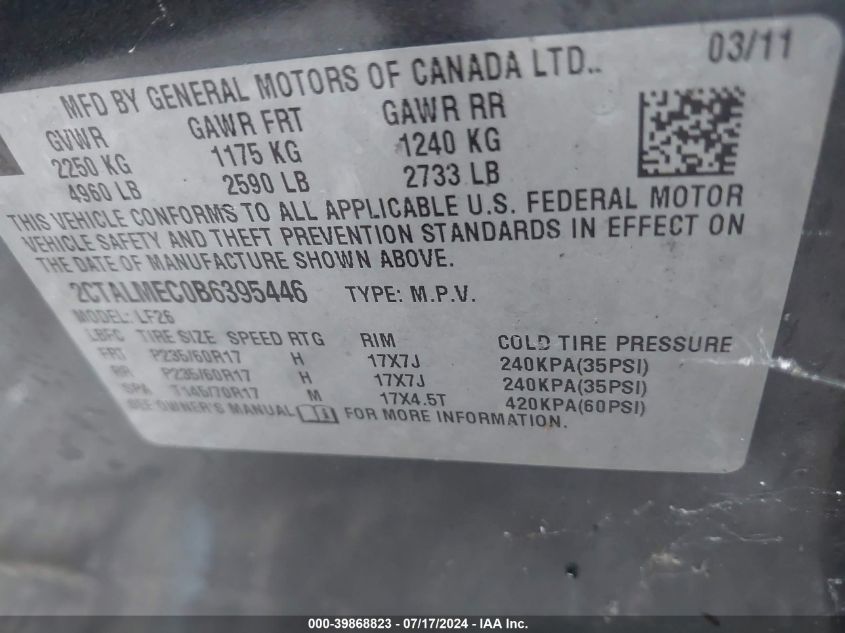 MFD BY GENERAL MOTORS OF CANADA LTD.. 03/11
GVWR GAWR FRT GAWR RR
2250 KG 1175 KG 1240 KG
4960 LB 2590 LB 2733 LB
THIS VEHICLE CONFORMS TO ALL APPLICABLE U.S. FEDERAL MOTOR
VEHICLE SAFETY AND THEFT PREVENTION STANDARDS IN EFFECT ON
THE DATE OF MANUFACTURE SHOWN ABOVE.
2CTALMEC0B6395446 TYPE: M.P.V.
MODEL: LF26
LBFC TIRE SIZE SPEED RTG RIM COLD TIRE PRESSURE
FRT P235/60R17 H 17X7J 240KPA(35PSI)
RR P235/60R17 H 17X7J 240KPA(35PSI)
SPA T145/70R17 M 17X4.5T 420KPA(60PSI)
SEE OWNER'S MANUAL FOR MORE INFORMATION.
000-39868823 / 07/17/2024 - IAA Inc.